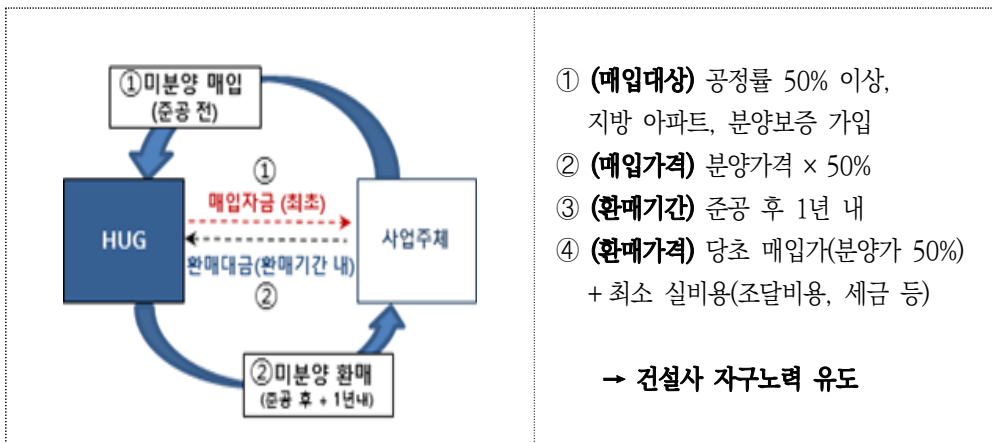 ①미분양 매입
(준공 전)
①
매입자금 (최초)
HUG
사업주체
환매대금(환매기간 내)
②
②미분양 환매
(준공 후 + 1년내)
① (매입대상) 공정률 50% 이상,
지방 아파트, 분양보증 가입
② (매입가격) 분양가격 × 50%
③ (환매기간) 준공 후 1년 내
④ (환매가격) 당초 매입가(분양가 50%)
+ 최소 실비용(조달비용, 세금 등)
→ 건설사 자구노력 유도